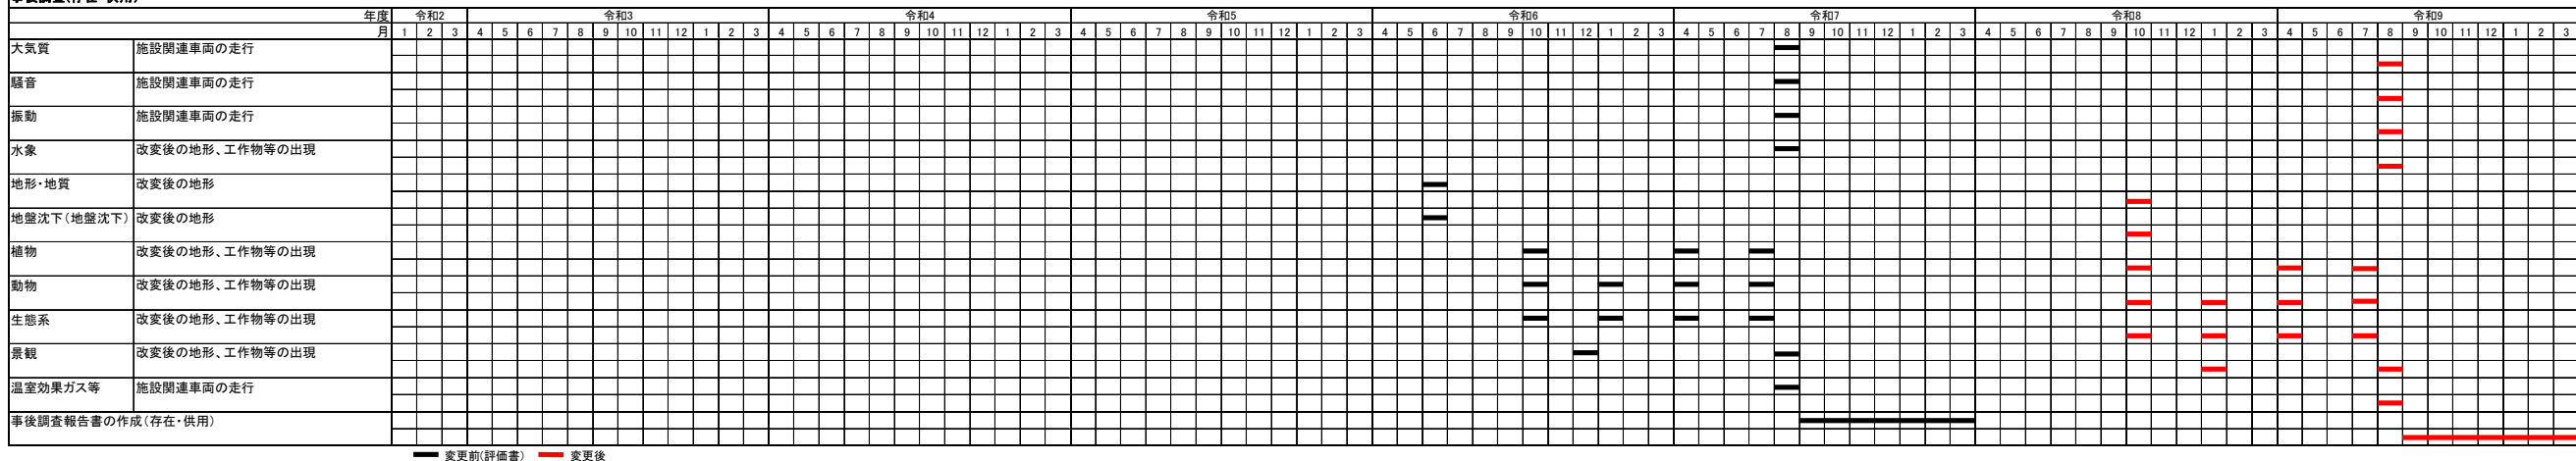 事後調査(存在・供用)
年度 令和2 令和3 令和4 令和5 令和6 令和7 令和8 令和9
月 1 2 3 4 5 6 7 8 9 10 11 12 1 2 3 4 5 6 7 8 9 10 11 12 1 2 3 4 5 6 7 8 9 10 11 12 1 2 3 4 5 6 7 8 9 10 11 12 1 2 3 4 5 6 7 8 9 10 11 12 1 2 3 4 5 6 7 8 9 10 11 12 1 2 3 4 5 6 7 8 9 10 11 12 1 2 3
大気質 施設関連車両の走行
騒音 施設関連車両の走行
振動 施設関連車両の走行
水象 改変後の地形、工作物等の出現
地形・地質 改変後の地形
地盤沈下(地盤沈下) 改変後の地形
植物 改変後の地形、工作物等の出現
動物 改変後の地形、工作物等の出現
生態系 改変後の地形、工作物等の出現
景観 改変後の地形、工作物等の出現
温室効果ガス等 施設関連車両の走行
事後調査報告書の作成(存在・供用)
変更前(評価書) 変更後